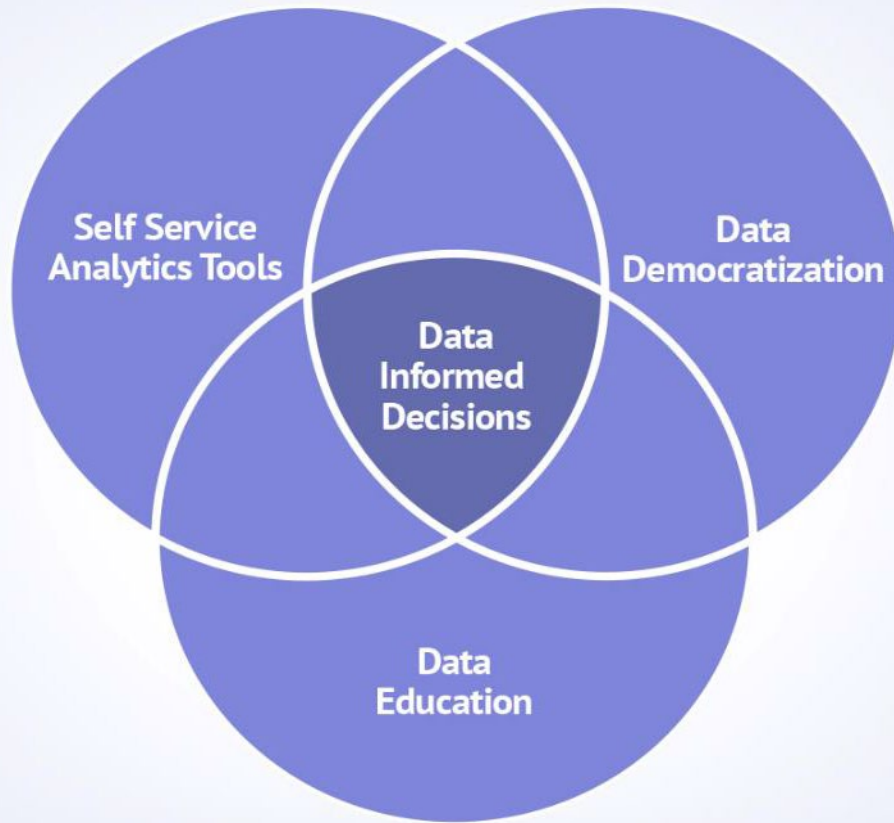 Self Service
Analytics Tools
Data
Democratization
Data
Informed
Decisions
Data
Education